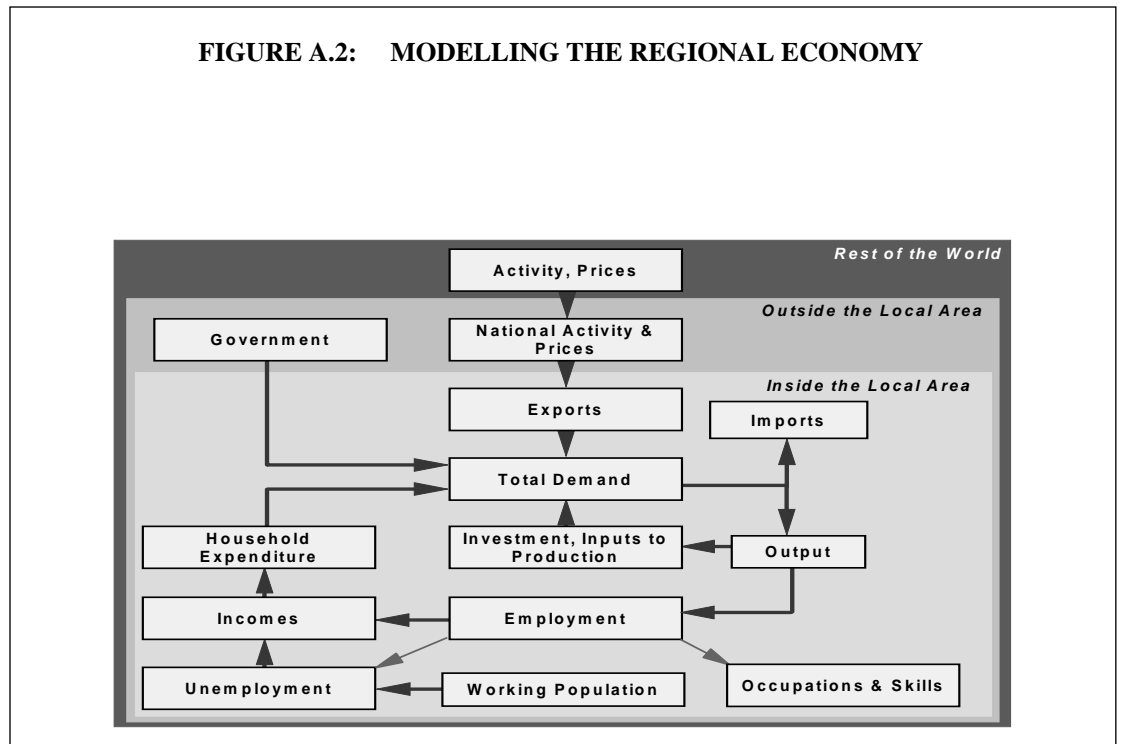 FIGURE A.2: MODELLING THE REGIONAL ECONOMY
Rest of the World
Activity, Prices
Outside the Local Area
Government
National Activity &
Prices
Inside the Local Area
Exports
Imports
Total Demand
Household
Expenditure
Investment, Inputs to
Production
Output
Incomes
Employment
Unemployment
Working Population
Occupations & Skills